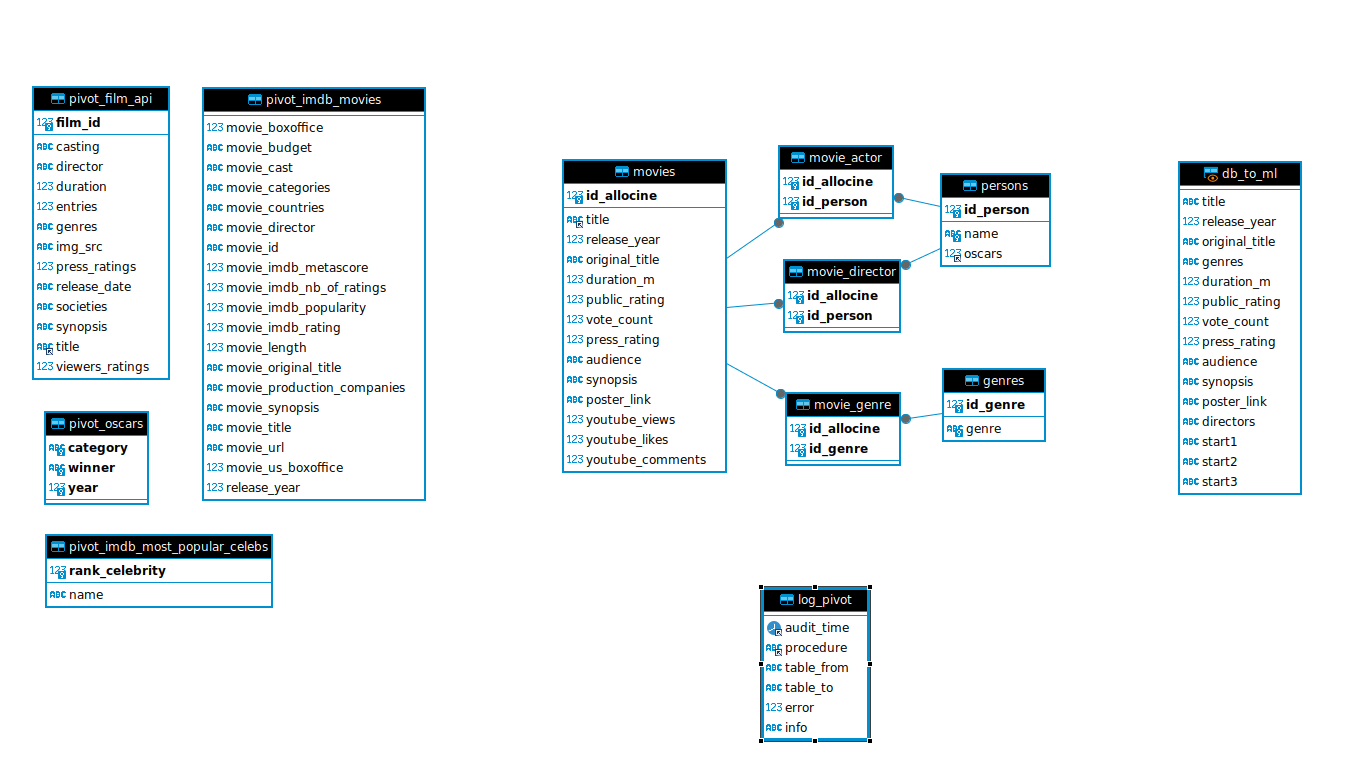 pivot_film_api
123 film_id
ABC casting
ABC director
123 duration
123 entries
ABC genres
ABC img_src
123 press_ratings
ABC release_date
ABC societies
ABC synopsis
ABC title
123 viewers_ratings
pivot_oscars
ABC category
ABC winner
123 year
pivot_imdb_most_popular_celebs
123 rank_celebrity
ABC name
pivot_imdb_movies
123 movie_boxoffice
ABC movie_budget
ABC movie_cast
ABC movie_categories
ABC movie_countries
ABC movie_director
ABC movie_id
123 movie_imdb_metascore
123 movie_imdb_nb_of_ratings
123 movie_imdb_popularity
123 movie_imdb_rating
123 movie_length
ABC movie_original_title
ABC movie_production_companies
ABC movie_synopsis
ABC movie_title
ABC movie_url
123 movie_us_boxoffice
123 release_year
movies
123 id_allocine
ABC title
123 release_year
ABC original_title
123 duration_m
123 public_rating
123 vote_count
123 press_rating
ABC audience
ABC synopsis
ABC poster_link
123 youtube_views
123 youtube_likes
123 youtube_comments
movie_actor
123 id_allocine
123 id_person
movie_director
123 id_allocine
123 id_person
movie_genre
123 id_allocine
123 id_genre
persons
123 id_person
ABC name
123 oscars
genres
123 id_genre
ABC genre
log_pivot
audit_time
ABC procedure
ABC table_from
ABC table_to
123 error
ABC info
db_to_ml
ABC title
123 release_year
ABC original_title
ABC genres
123 duration_m
123 public_rating
123 vote_count
123 press_rating
ABC audience
ABC synopsis
ABC poster_link
ABC directors
ABC start1
ABC start2
ABC start3